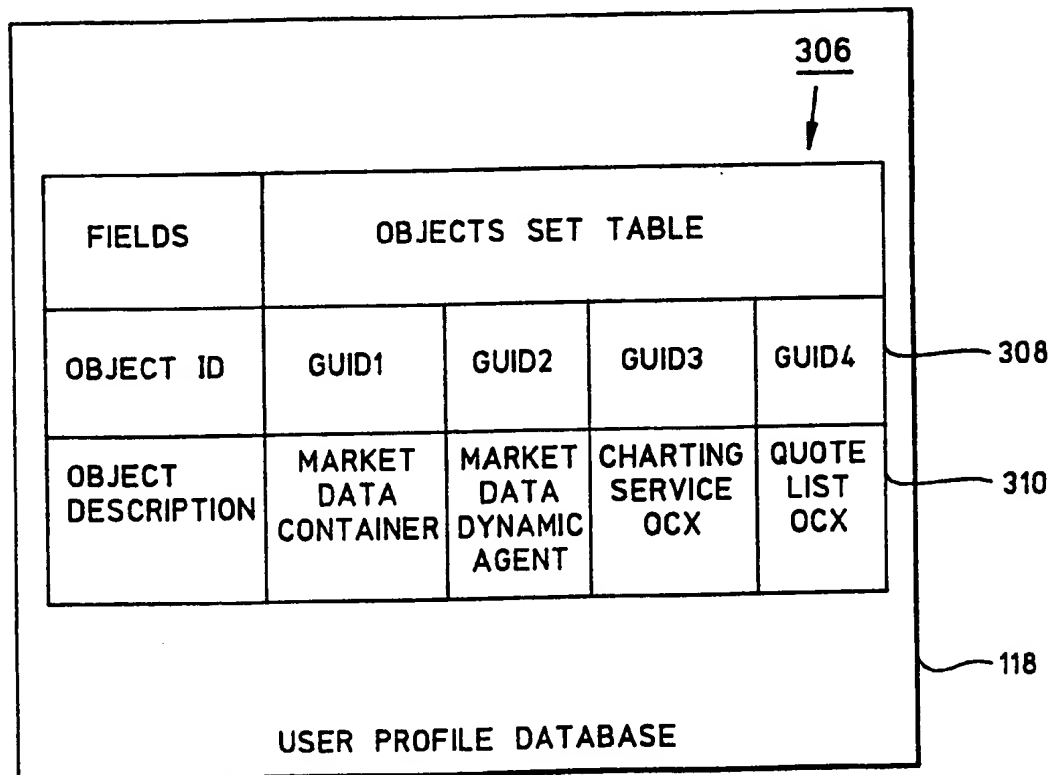 306
FIELDS OBJECTS SET TABLE
OBJECT ID GUID1 GUID2 GUID3 GUID4 308
OBJECT DESCRIPTION MARKET DATA CONTAINER MARKET DATA DYNAMIC AGENT CHARTING SERVICE OCX QUOTE LIST OCX 310
118
USER PROFILE DATABASE